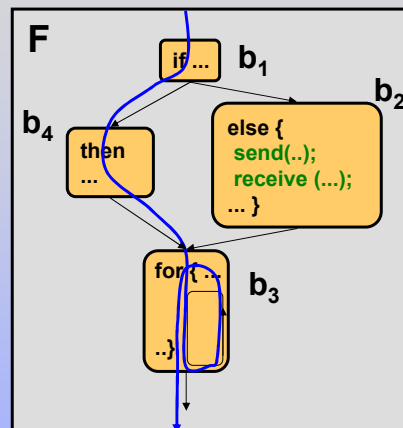 F
if ...
b1
b2
b4
then
...
else {
send(..);
receive (...);
... }
for { ...
..}
b3